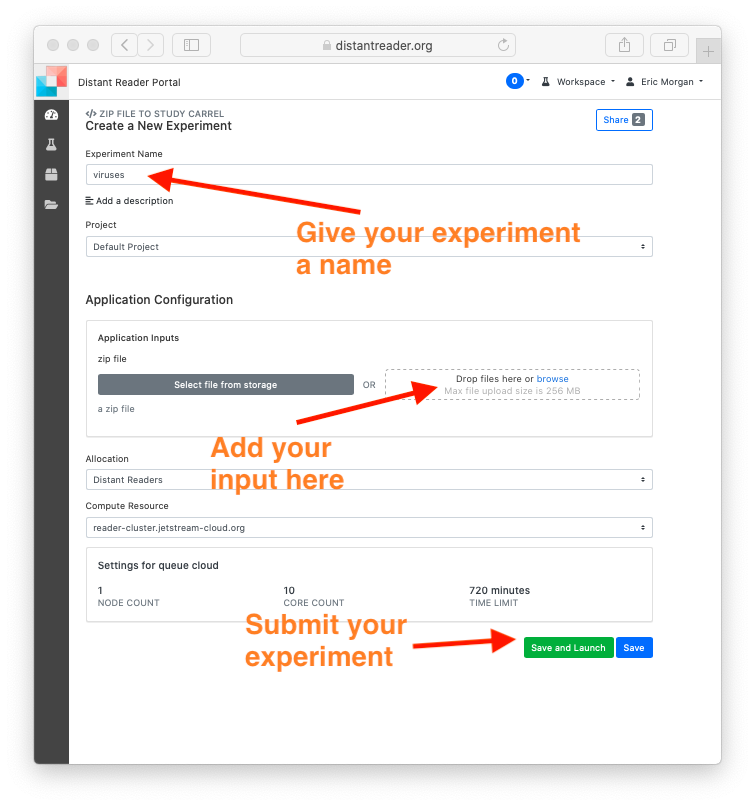 distantreader.org
Distant Reader Portal
0
Workspace
Eric Morgan
</> ZIP FILE TO STUDY CARREL
Create a New Experiment
Share 2
Experiment Name
viruses
Add a description
Project
Give your experiment
a name
Default Project
Application Configuration
Application Inputs
zip file
Select file from storage
OR
Drop files here or browse
Max file upload size is 256 MB
a zip file
Add your
input here
Allocation
Distant Readers
Compute Resource
reader-cluster.jetstream-cloud.org
Settings for queue cloud
1
NODE COUNT
10
CORE COUNT
720 minutes
TIME LIMIT
Submit your
experiment
Save and Launch
Save